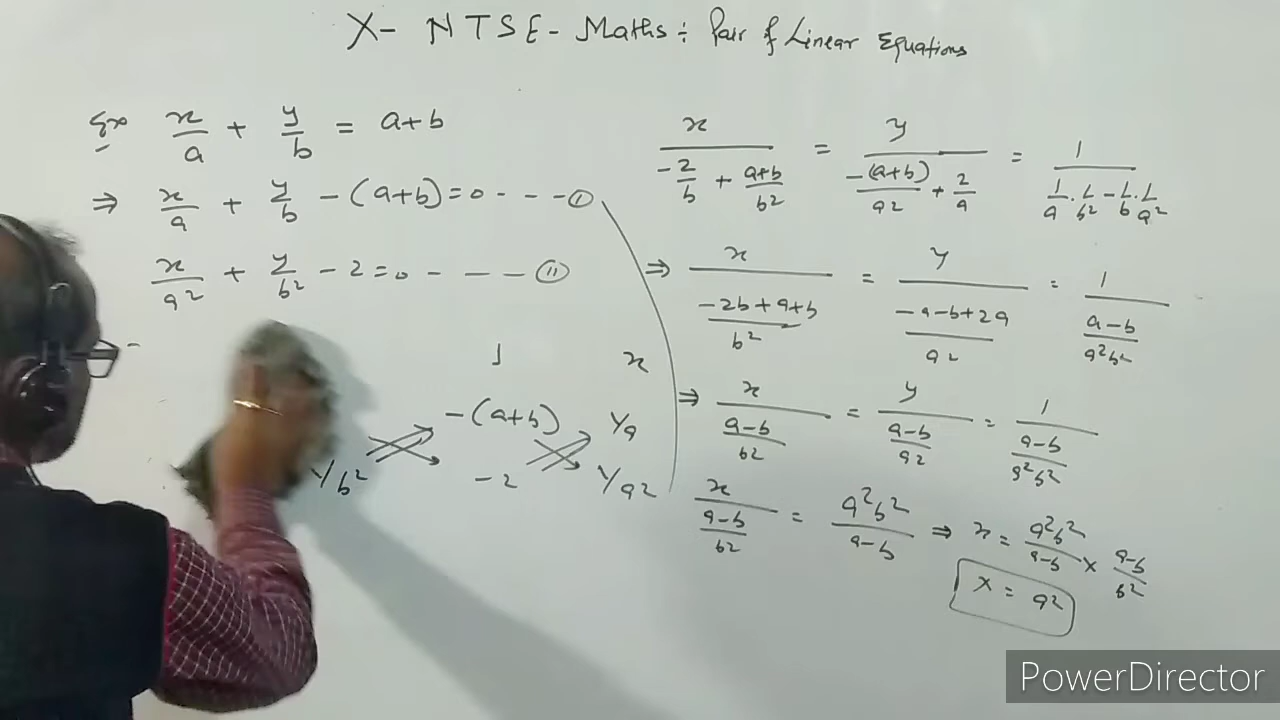 X- NTSE- Maths ÷ Pair of Linear Equations
Ex x/a + y/b = a+b
⇒ x/a + y/b - (a+b) = 0 - - - (i)
x/a² + y/b² - 2 = 0 - - - (ii)
1 x
-(a+b) 1/a
1/b² -2 1/a²
x/(-2/b + (a+b)/b²) = y/(-(a+b)/a² + 2/a) = 1/(1/a · 1/b² - 1/b · 1/a²)
⇒ x/((-2b+a+b)/b²) = y/((-a-b+2a)/a²) = 1/((a-b)/a²b²)
⇒ x/((a-b)/b²) = y/((a-b)/a²) = 1/((a-b)/a²b²)
x/((a-b)/b²) = a²b²/(a-b) ⇒ x = a²b²/(a-b) × (a-b)/b²
x = a²
PowerDirector